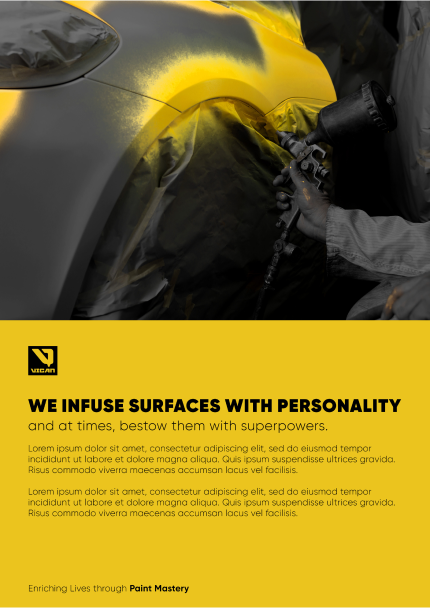 VICAN
WE INFUSE SURFACES WITH PERSONALITY
and at times, bestow them with superpowers.
Lorem ipsum dolor sit amet, consectetur adipiscing elit, sed do eiusmod tempor
incididunt ut labore et dolore magna aliqua. Quis ipsum suspendisse ultrices gravida.
Risus commodo viverra maecenas accumsan lacus vel facilisis.
Lorem ipsum dolor sit amet, consectetur adipiscing elit, sed do eiusmod tempor
incididunt ut labore et dolore magna aliqua. Quis ipsum suspendisse ultrices gravida.
Risus commodo viverra maecenas accumsan lacus vel facilisis.
Enriching Lives through Paint Mastery